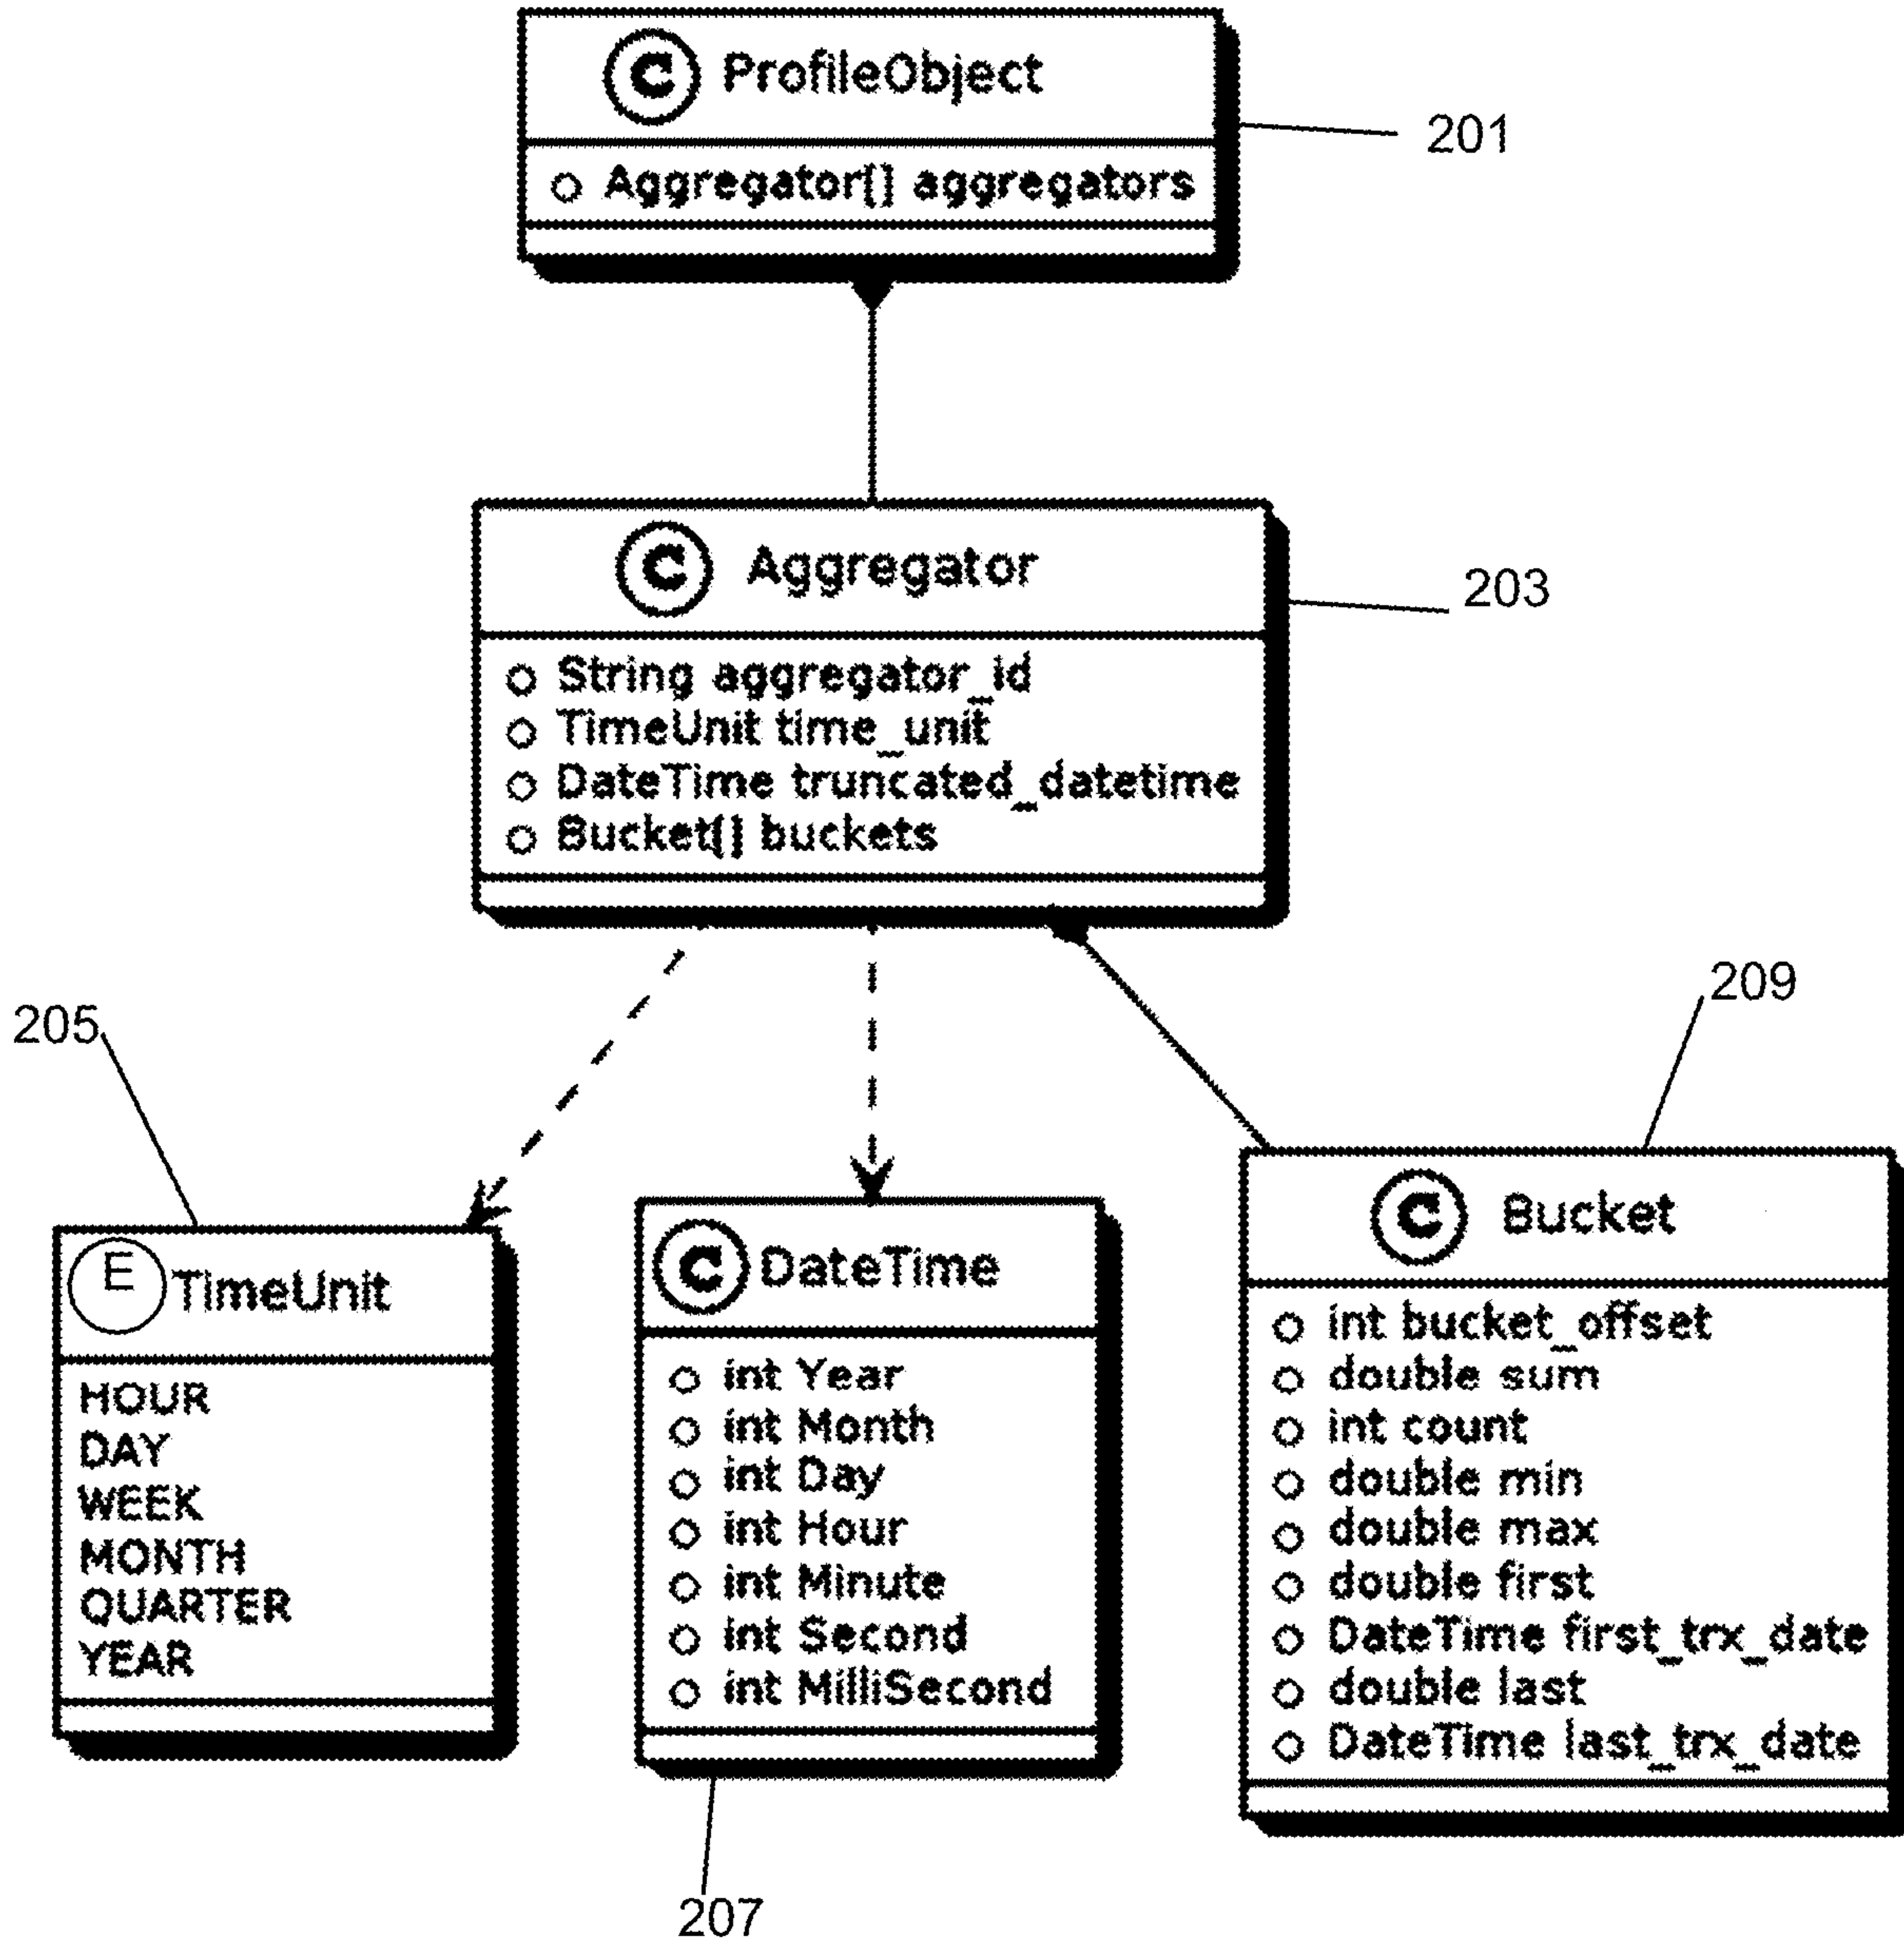 C ProfileObject
Aggregator[] aggregators
201
C Aggregator
203
String aggregator_id
TimeUnit time_unit
DateTime truncated_datetime
Bucket[] buckets
205
E TimeUnit
HOUR
DAY
WEEK
MONTH
QUARTER
YEAR
C DateTime
int Year
int Month
int Day
int Hour
int Minute
int Second
int MilliSecond
207
209
C Bucket
int bucket_offset
double sum
int count
double min
double max
double first
DateTime first_trx_date
double last
DateTime last_trx_date